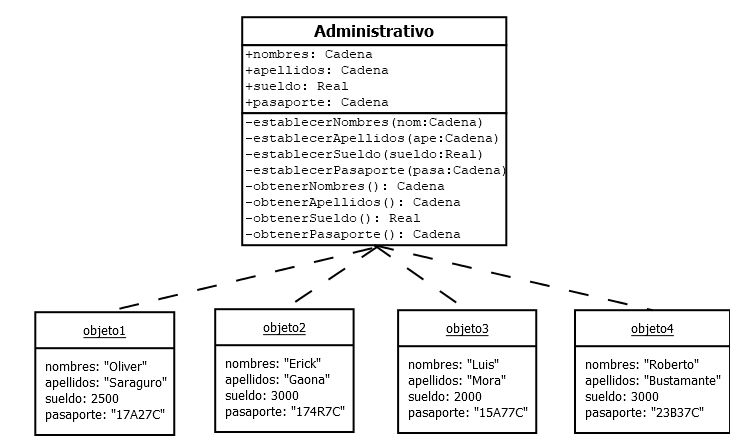 Administrativo
+nombres: Cadena
+apellidos: Cadena
+sueldo: Real
+pasaporte: Cadena
-establecerNombres(nom:Cadena)
-establecerApellidos(ape:Cadena)
-establecerSueldo(sueldo:Real)
-establecerPasaporte(pasa:Cadena)
-obtenerNombres(): Cadena
-obtenerApellidos(): Cadena
-obtenerSueldo(): Real
-obtenerPasaporte(): Cadena
objeto1
nombres: "Oliver"
apellidos: "Saraguro"
sueldo: 2500
pasaporte: "17A27C"
objeto2
nombres: "Erick"
apellidos: "Gaona"
sueldo: 3000
pasaporte: "174R7C"
objeto3
nombres: "Luis"
apellidos: "Mora"
sueldo: 2000
pasaporte: "15A77C"
objeto4
nombres: "Roberto"
apellidos: "Bustamante"
sueldo: 3000
pasaporte: "23B37C"